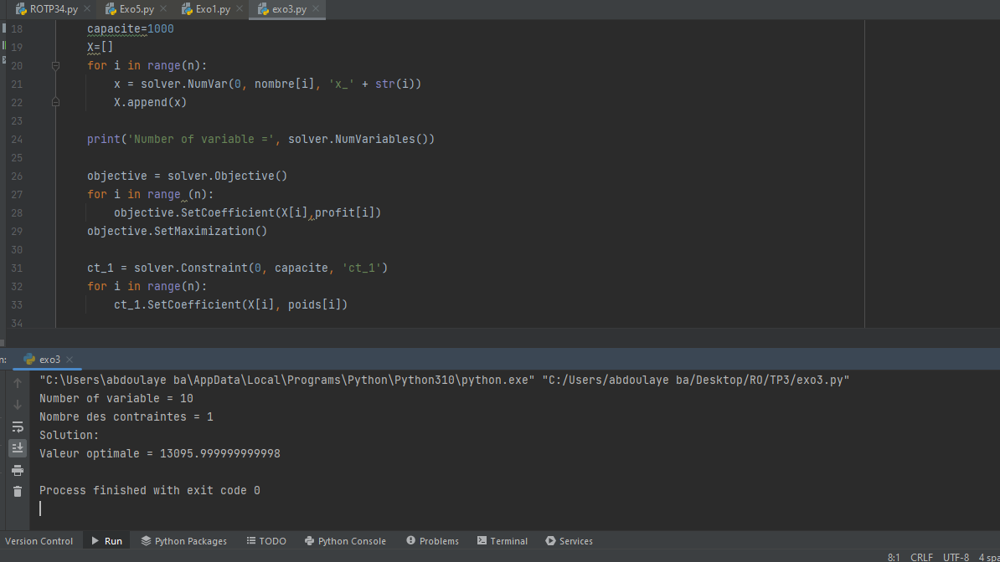 ROTP34.py Exo5.py Exo1.py exo3.py
18 capacite=1000
19 X=[]
20 for i in range(n):
21 x = solver.NumVar(0, nombre[i], 'x_' + str(i))
22 X.append(x)
23
24 print('Number of variable =', solver.NumVariables())
25
26 objective = solver.Objective()
27 for i in range (n):
28 objective.SetCoefficient(X[i],profit[i])
29 objective.SetMaximization()
30
31 ct_1 = solver.Constraint(0, capacite, 'ct_1')
32 for i in range(n):
33 ct_1.SetCoefficient(X[i], poids[i])
34
n: exo3
"C:\Users\abdoulaye ba\AppData\Local\Programs\Python\Python310\python.exe" "C:/Users/abdoulaye ba/Desktop/RO/TP3/exo3.py"
Number of variable = 10
Nombre des contraintes = 1
Solution:
Valeur optimale = 13095.999999999998
Process finished with exit code 0
Version Control Run Python Packages TODO Python Console Problems Terminal Services
8:1 CRLF UTF-8 4 spa